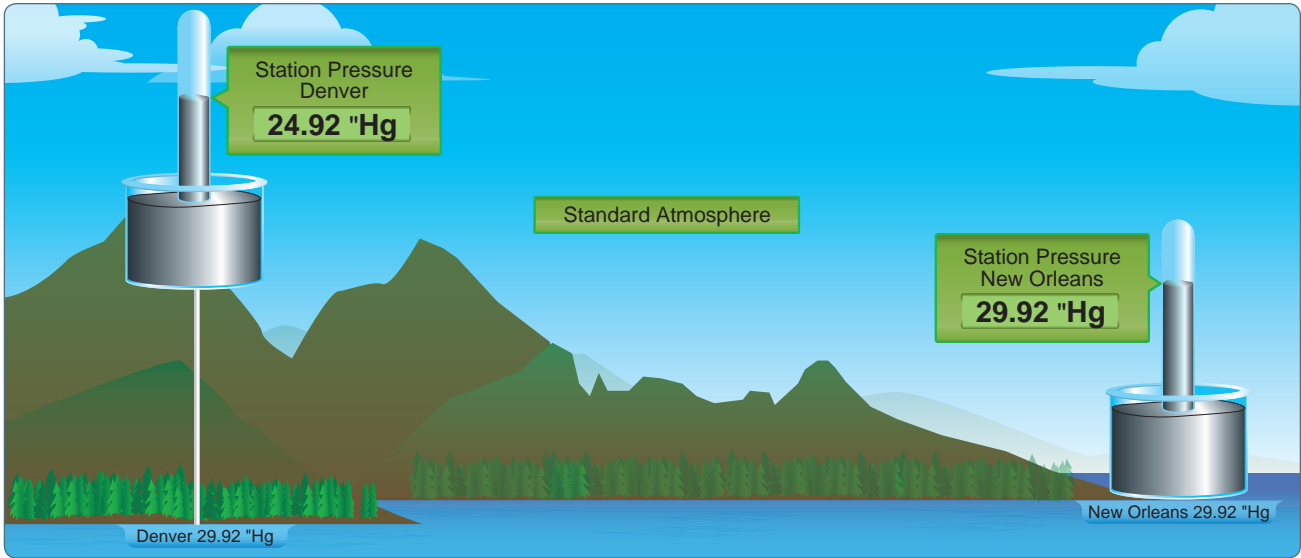 Station Pressure
Denver
24.92 "Hg
Standard Atmosphere
Station Pressure
New Orleans
29.92 "Hg
Denver 29.92 "Hg
New Orleans 29.92 "Hg